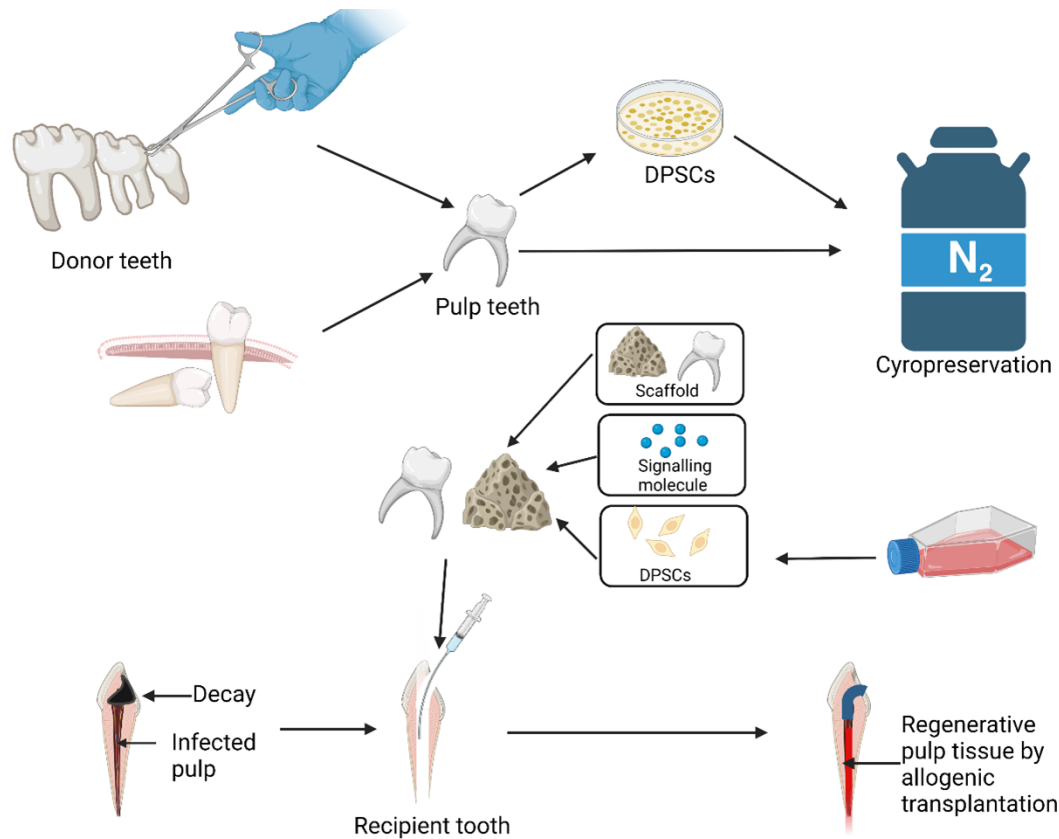 DPSCs
Donor teeth
N₂
Pulp teeth
Cyropreservation
Scaffold
Signalling
molecule
DPSCs
Decay
Infected
pulp
Recipient tooth
Regenerative
pulp tissue by
allogenic
transplantation